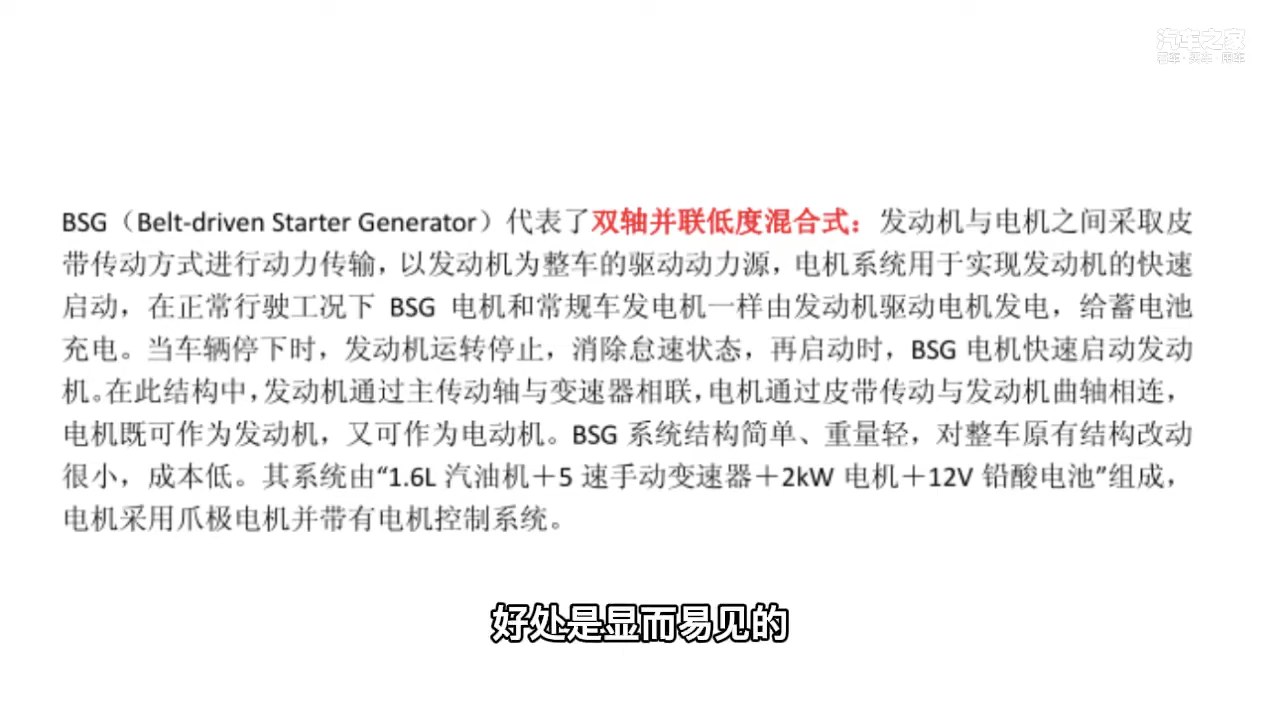 汽车之家
看车·买车·用车
BSG（Belt-driven Starter Generator）代表了双轴并联低度混合式：发动机与电机之间采取皮
带传动方式进行动力传输，以发动机为整车的驱动动力源，电机系统用于实现发动机的快速
启动，在正常行驶工况下 BSG 电机和常规车发电机一样由发动机驱动电机发电，给蓄电池
充电。当车辆停下时，发动机运转停止，消除怠速状态，再启动时，BSG 电机快速启动发动
机。在此结构中，发动机通过主传动轴与变速器相联，电机通过皮带传动与发动机曲轴相连，
电机既可作为发动机，又可作为电动机。BSG 系统结构简单、重量轻，对整车原有结构改动
很小，成本低。其系统由“1.6L 汽油机＋5 速手动变速器＋2kW 电机＋12V 铅酸电池”组成，
电机采用爪极电机并带有电机控制系统。
好处是显而易见的